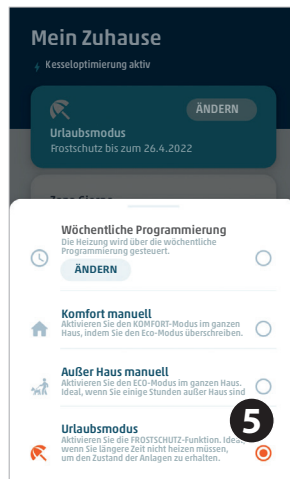 Mein Zuhause
Kesseloptimierung aktiv
ÄNDERN
Urlaubsmodus
Frostschutz bis zum 26.4.2022
Wöchentliche Programmierung
Die Heizung wird über die wöchentliche
Programmierung gesteuert.
ÄNDERN
Komfort manuell
Aktivieren Sie den KOMFORT-Modus im ganzen
Haus, indem Sie den Eco-Modus überschreiben.
Außer Haus manuell
Aktivieren Sie den ECO-Modus im ganzen Haus.
Ideal, wenn Sie einige Stunden außer Haus sind
5
Urlaubsmodus
Aktivieren Sie die FROSTSCHUTZ-Funktion. Ideal,
wenn Sie längere Zeit nicht heizen müssen,
um den Zustand der Anlagen zu erhalten.